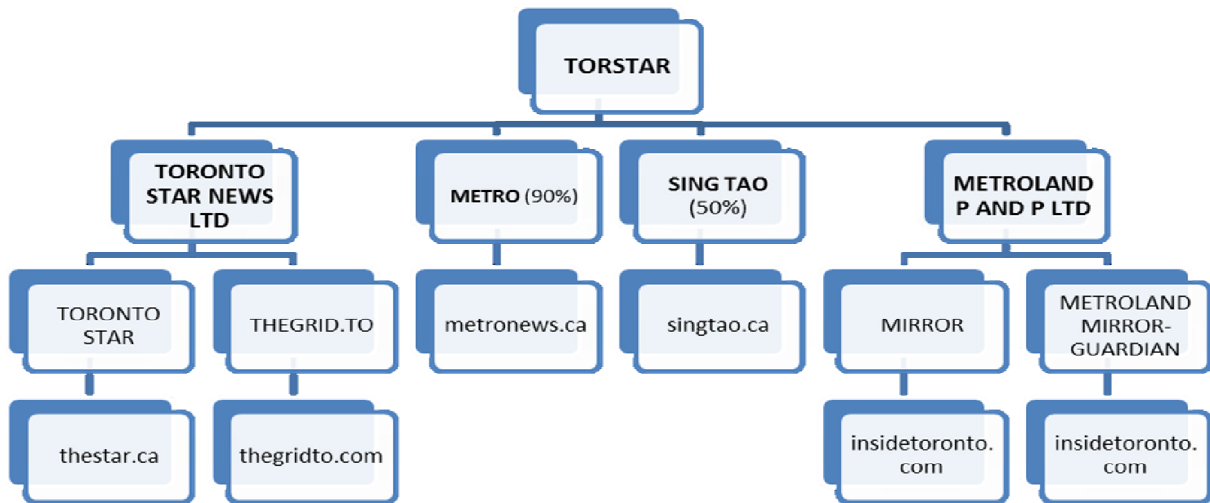 TORSTAR
TORONTO
STAR NEWS
LTD
METRO (90%)
SING TAO
(50%)
METROLAND
P AND P LTD
TORONTO
STAR
THEGRID.TO
metronews.ca
singtao.ca
MIRROR
METROLAND
MIRROR-
GUARDIAN
thestar.ca
thegridto.com
insidetoronto.
com
insidetoronto.
com